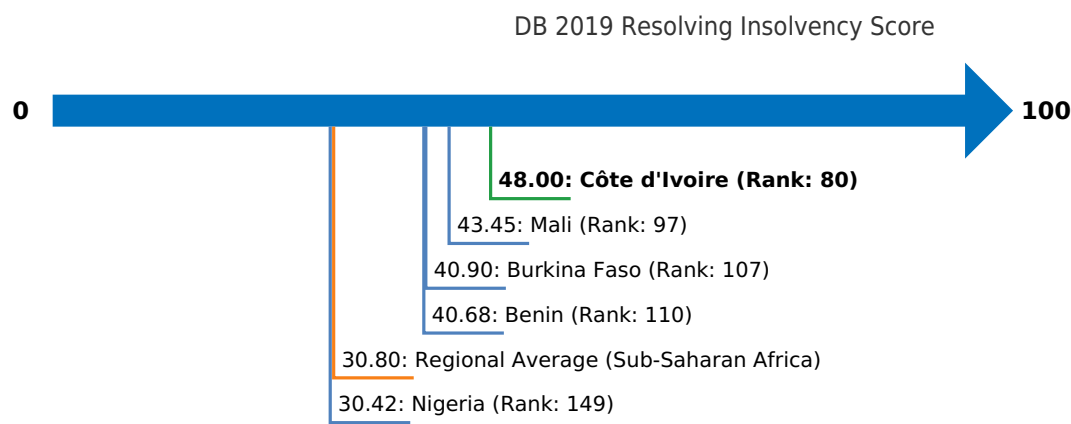 DB 2019 Resolving Insolvency Score
0
100
48.00: Côte d'Ivoire (Rank: 80)
43.45: Mali (Rank: 97)
40.90: Burkina Faso (Rank: 107)
40.68: Benin (Rank: 110)
30.80: Regional Average (Sub-Saharan Africa)
30.42: Nigeria (Rank: 149)